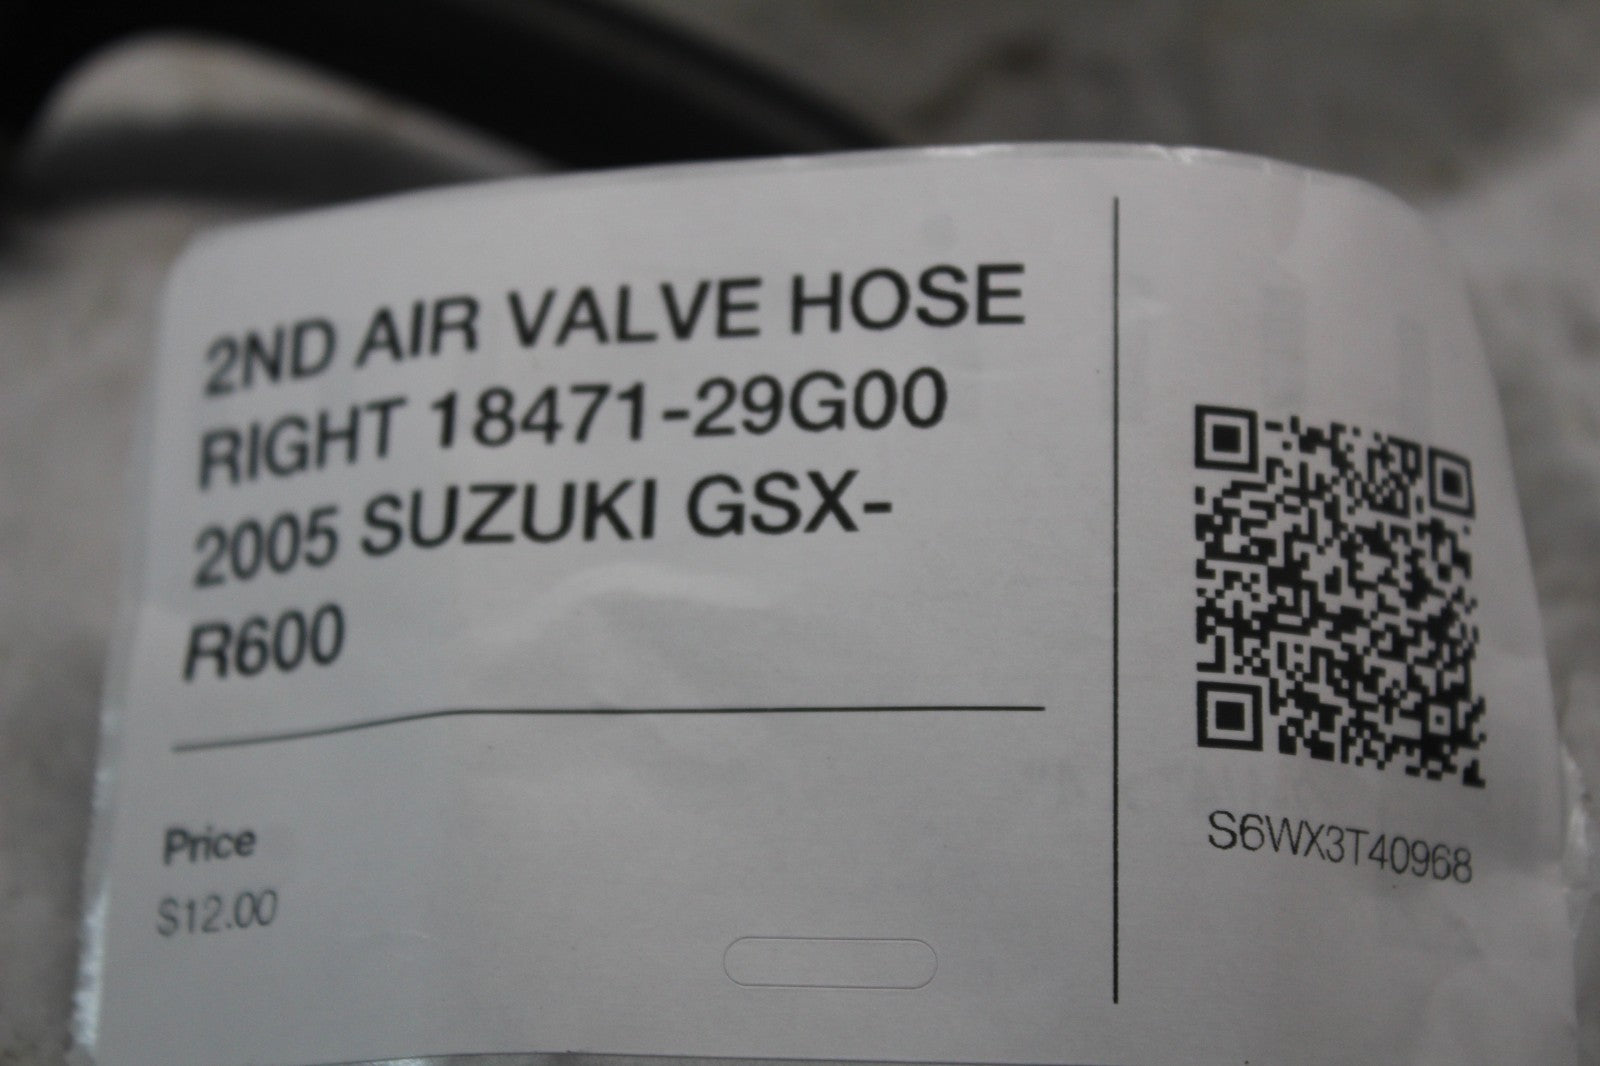 2ND AIR VALVE HOSE
RIGHT 18471-29G00
2005 SUZUKI GSX-
R600
Price
$12.00
S6WX3T40968